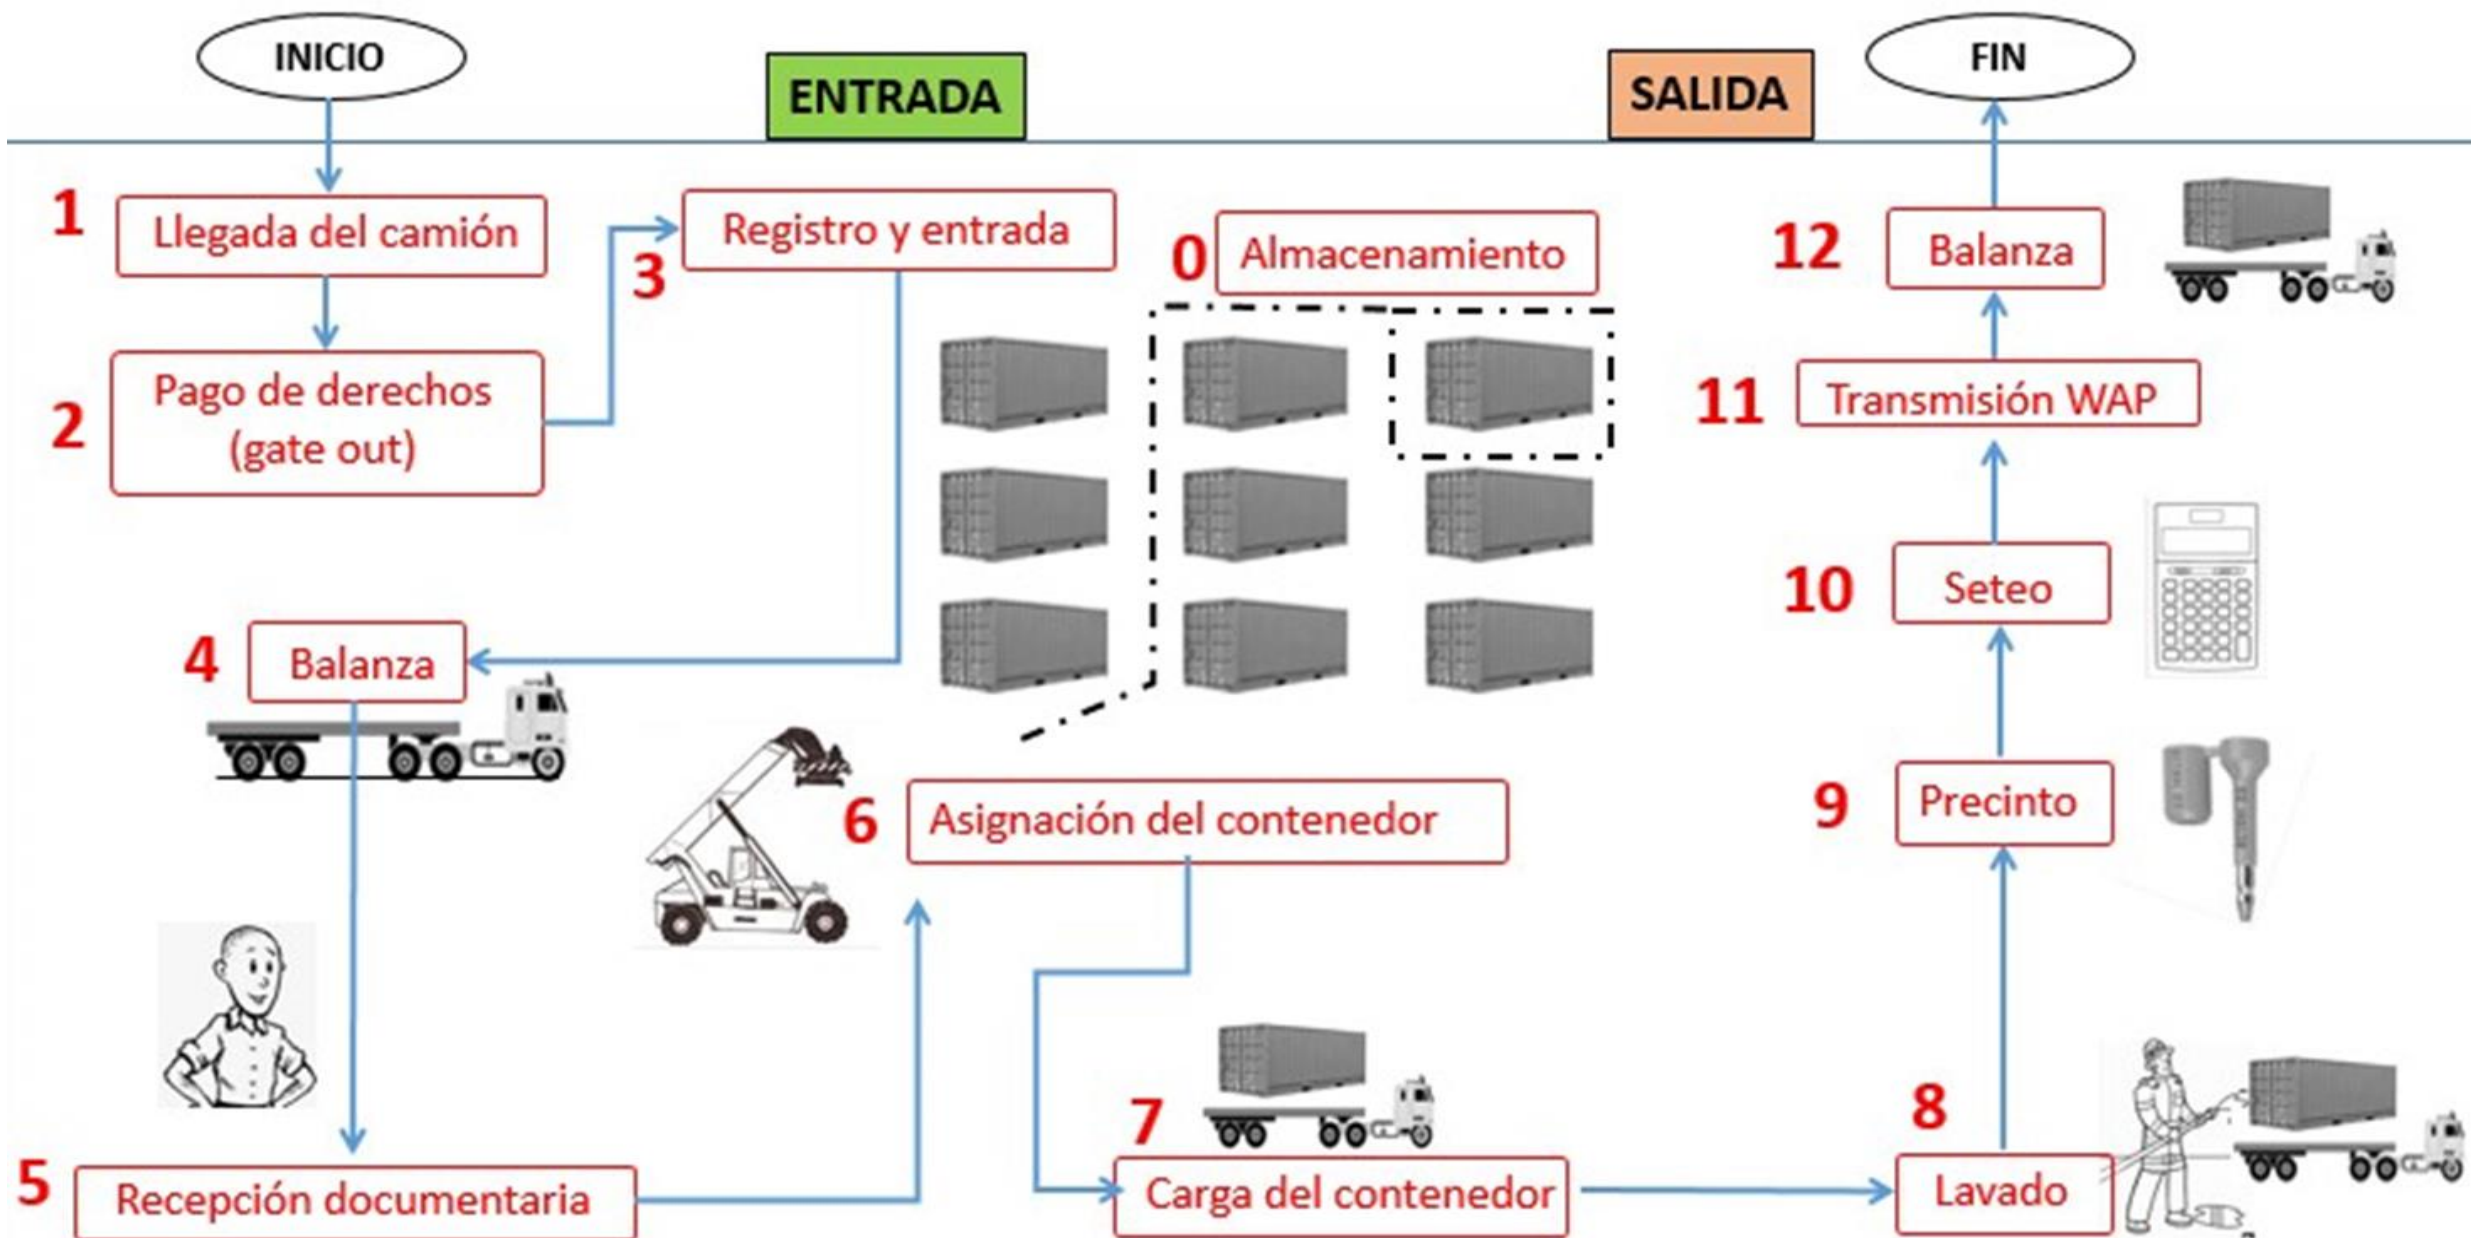 INICIO
ENTRADA
SALIDA
FIN
1
Llegada del camión
2
Pago de derechos
(gate out)
3
Registro y entrada
0
Almacenamiento
4
Balanza
5
Recepción documentaria
6
Asignación del contenedor
7
Carga del contenedor
8
Lavado
9
Precinto
10
Seteo
11
Transmisión WAP
12
Balanza